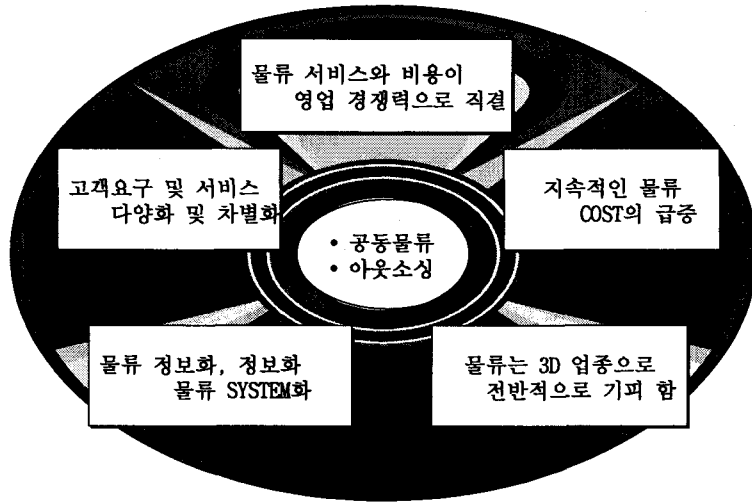 물류 서비스와 비용이
영업 경쟁력으로 직결
고객요구 및 서비스
다양화 및 차별화
지속적인 물류
COST의 급증
• 공동물류
• 아웃소싱
물류 정보화, 정보화
물류 SYSTEM화
물류는 3D 업종으로
전반적으로 기피 함